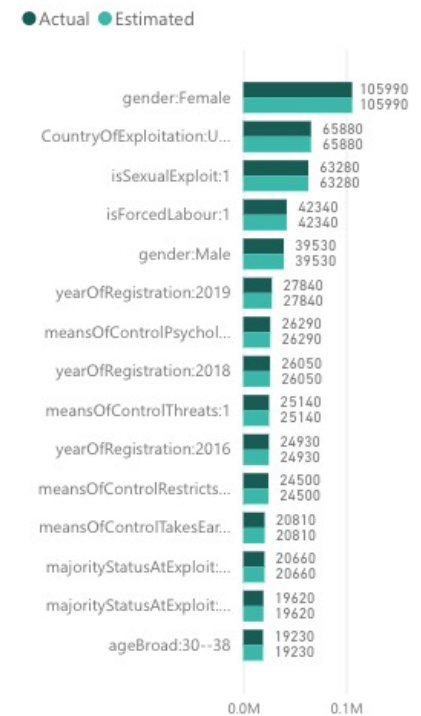 Actual Estimated
gender:Female 105990
105990
CountryOfExploitation:U... 65880
65880
isSexualExploit:1 63280
63280
isForcedLabour:1 42340
42340
gender:Male 39530
39530
yearOfRegistration:2019 27840
27840
meansOfControlPsychol... 26290
26290
yearOfRegistration:2018 26050
26050
meansOfControlThreats:1 25140
25140
yearOfRegistration:2016 24930
24930
meansOfControlRestricts... 24500
24500
meansOfControlTakesEar... 20810
20810
majorityStatusAtExploit:... 20660
20660
majorityStatusAtExploit:... 19620
19620
ageBroad:30--38 19230
19230
0.0M 0.1M